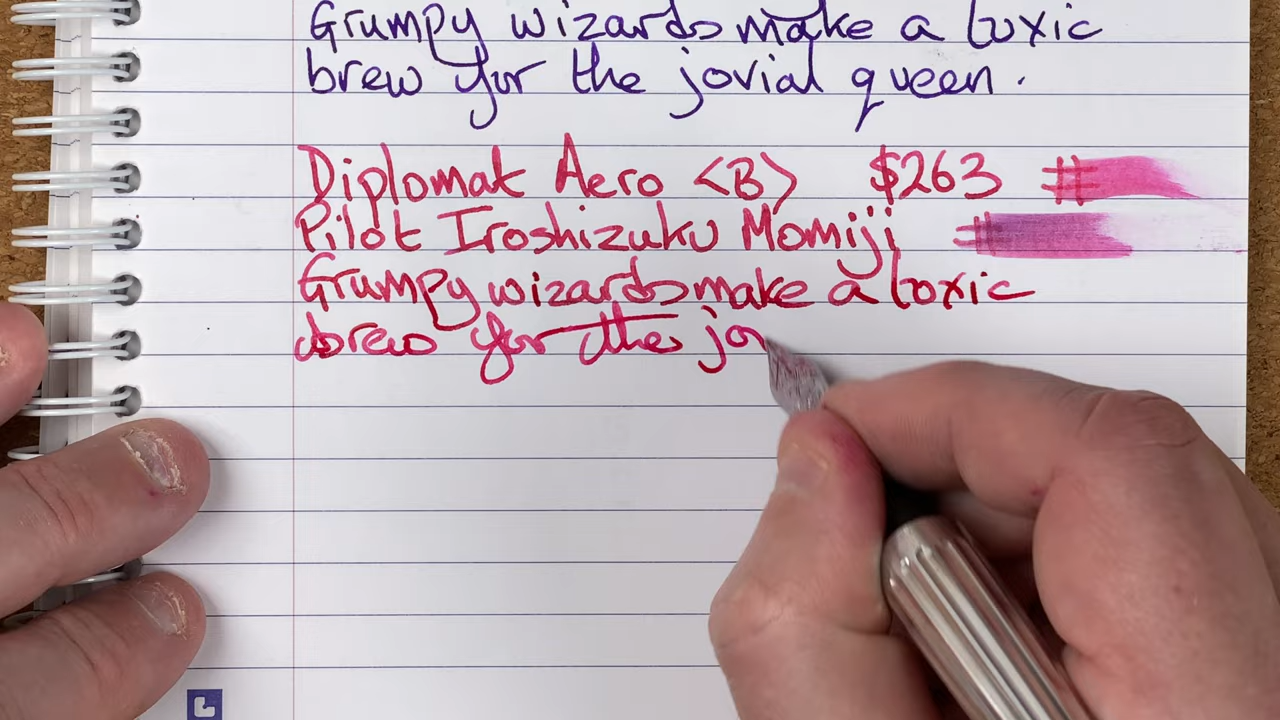 Grumpy wizards make a toxic
brew for the jovial queen.
Diplomat Aero <B> $263
Pilot Iroshizuku Momiji
Grumpy wizards make a toxic
brew for the jov